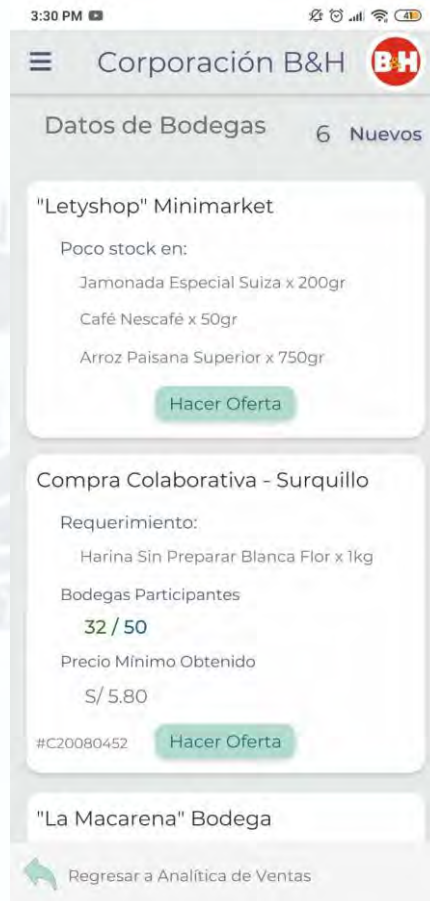 3:30 PM
41
Corporación B&H
B&H
Datos de Bodegas
6 Nuevos
"Letyshop" Minimarket
Poco stock en:
Jamonada Especial Suiza x 200gr
Café Nescafé x 50gr
Arroz Paisana Superior x 750gr
Hacer Oferta
Compra Colaborativa - Surquillo
Requerimiento:
Harina Sin Preparar Blanca Flor x 1kg
Bodegas Participantes
32 / 50
Precio Mínimo Obtenido
S/ 5.80
#C20080452
Hacer Oferta
"La Macarena" Bodega
Regresar a Analítica de Ventas